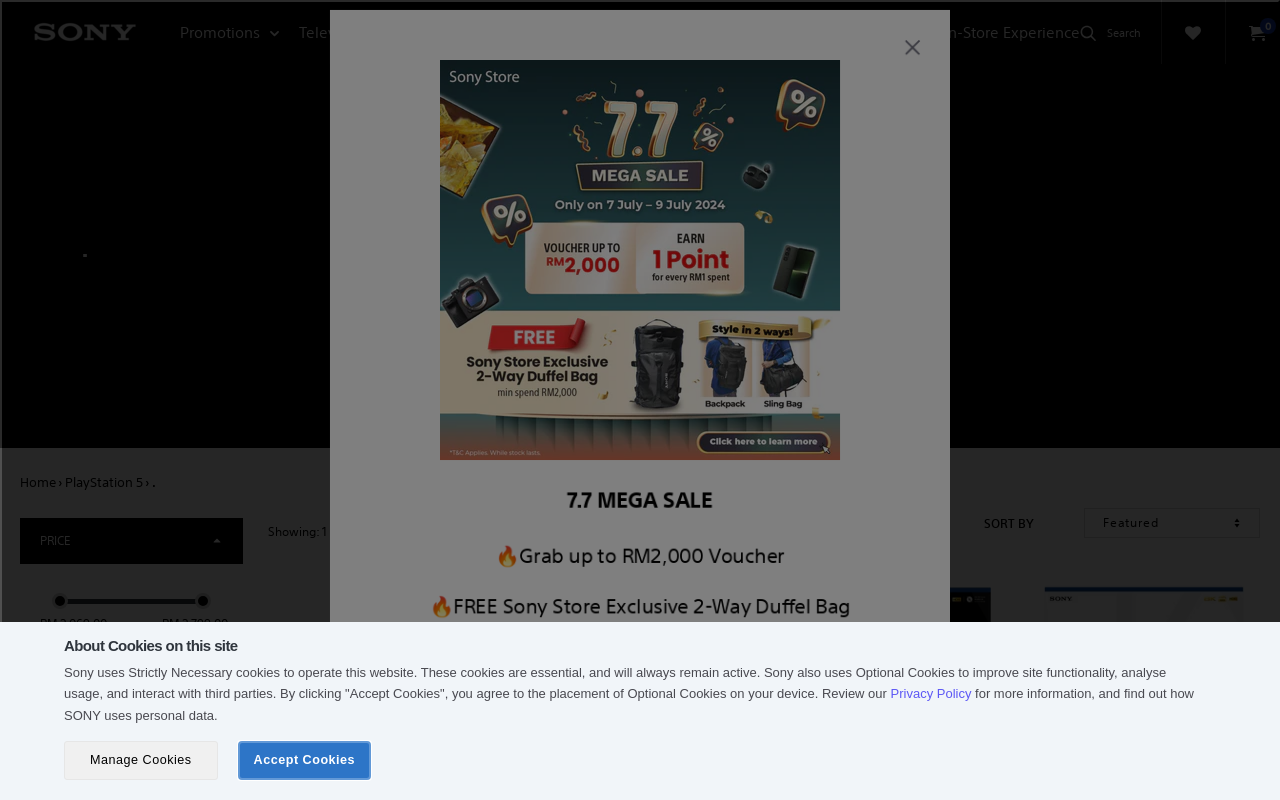 SONY
Promotions
n-Store Experience
Search
0
Sony Store
7.7
%
%
%
MEGA SALE
Only on 7 July – 9 July 2024
VOUCHER UP TO
RM2,000
EARN
1 Point
for every RM1 spent
FREE
Sony Store Exclusive
2-Way Duffel Bag
min spend RM2,000
Style in 2 ways!
Backpack
Sling Bag
*T&C Applies. While stock lasts.
Click here to learn more
Home › PlayStation 5 › .
PRICE
Showing: 1
SORT BY
Featured
7.7 MEGA SALE
🔥Grab up to RM2,000 Voucher
🔥FREE Sony Store Exclusive 2-Way Duffel Bag
SONY
About Cookies on this site
Sony uses Strictly Necessary cookies to operate this website. These cookies are essential, and will always remain active. Sony also uses Optional Cookies to improve site functionality, analyse
usage, and interact with third parties. By clicking "Accept Cookies", you agree to the placement of Optional Cookies on your device. Review our Privacy Policy for more information, and find out how
SONY uses personal data.
Manage Cookies
Accept Cookies